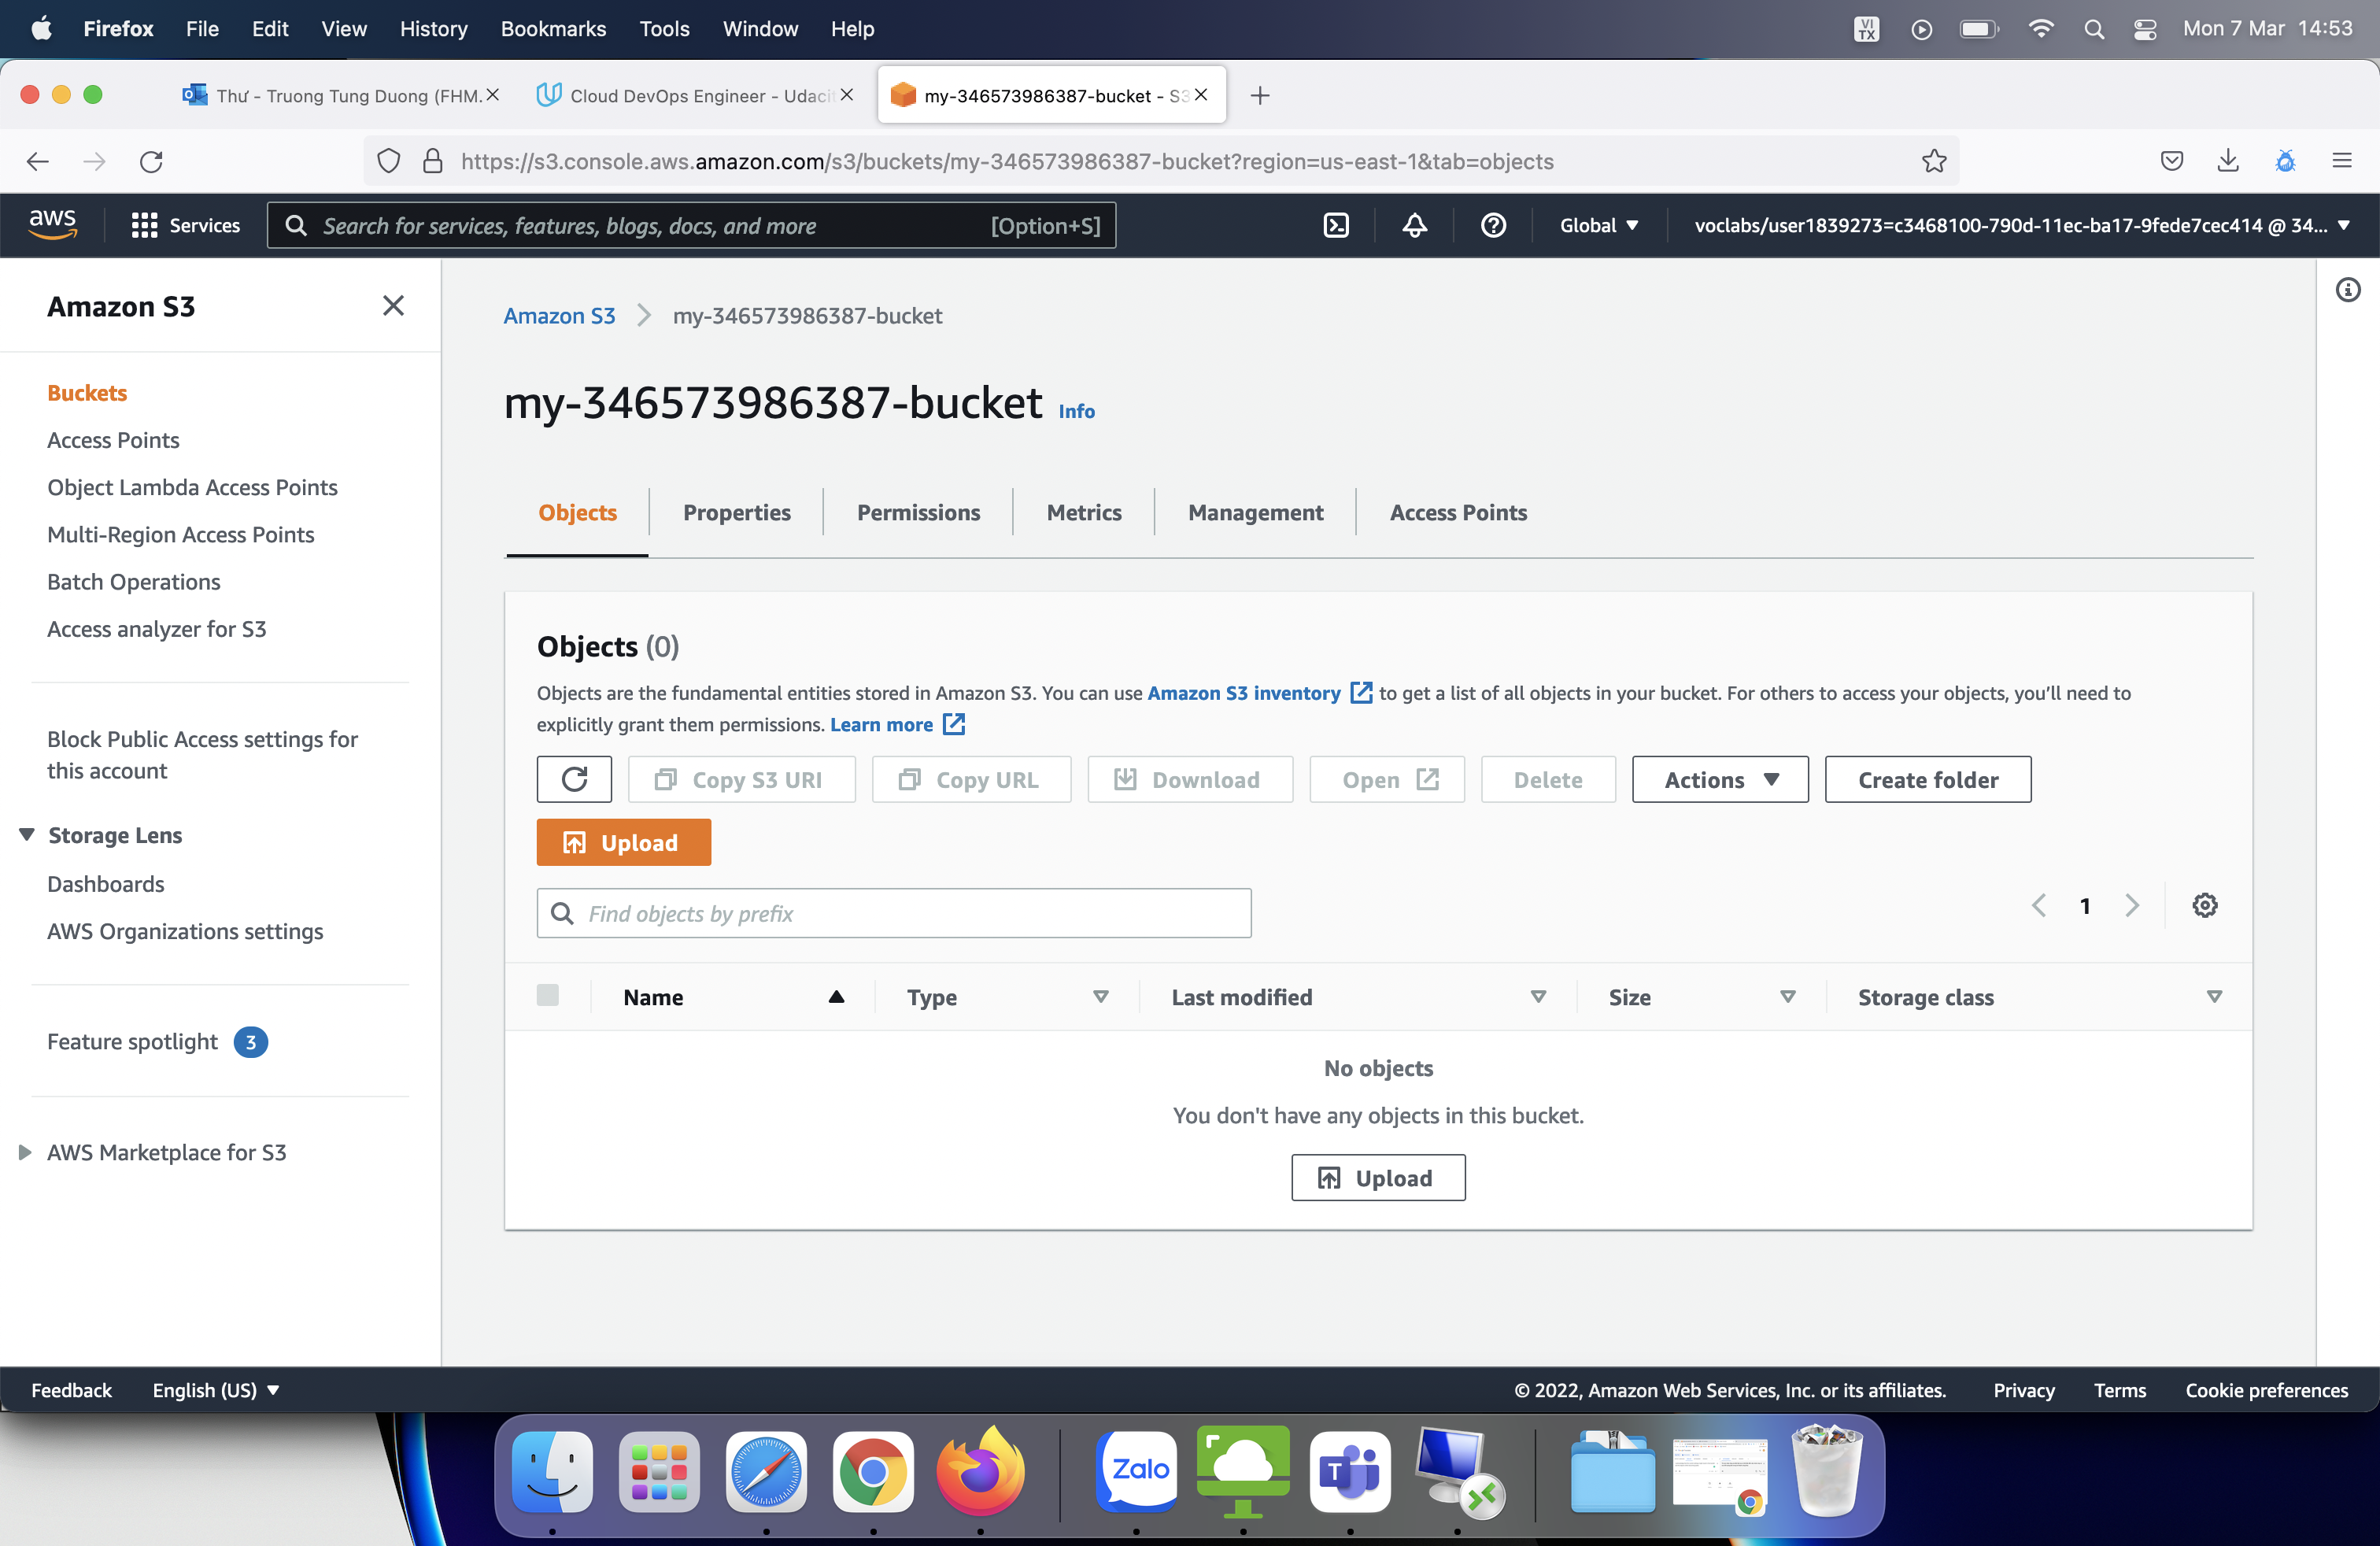 Firefox File Edit View History Bookmarks Tools Window Help VI TX Mon 7 Mar 14:53
Thư - Truong Tung Duong (FHM. Cloud DevOps Engineer - Udacit my-346573986387-bucket - S3
https://s3.console.aws.amazon.com/s3/buckets/my-346573986387-bucket?region=us-east-1&tab=objects
aws Services Search for services, features, blogs, docs, and more [Option+S] Global voclabs/user1839273=c3468100-790d-11ec-ba17-9fede7cec414 @ 34...
Amazon S3
Buckets
Access Points
Object Lambda Access Points
Multi-Region Access Points
Batch Operations
Access analyzer for S3
Block Public Access settings for
this account
Storage Lens
Dashboards
AWS Organizations settings
Feature spotlight 3
AWS Marketplace for S3
Amazon S3 my-346573986387-bucket
my-346573986387-bucket Info
Objects Properties Permissions Metrics Management Access Points
Objects (0)
Objects are the fundamental entities stored in Amazon S3. You can use Amazon S3 inventory to get a list of all objects in your bucket. For others to access your objects, you'll need to
explicitly grant them permissions. Learn more
Copy S3 URI Copy URL Download Open Delete Actions Create folder
Upload
Find objects by prefix 1
Name Type Last modified Size Storage class
No objects
You don't have any objects in this bucket.
Upload
Feedback English (US) © 2022, Amazon Web Services, Inc. or its affiliates. Privacy Terms Cookie preferences
Zalo T